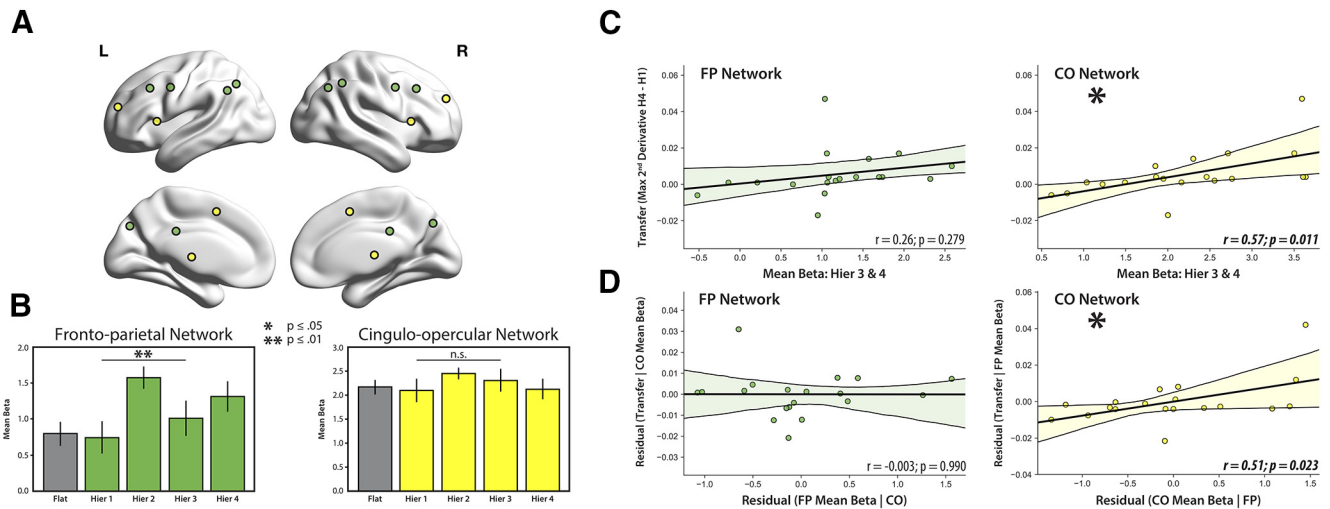 A
L
R
B
Fronto-parietal Network
* p ≤ .05
** p ≤ .01
Cingulo-opercular Network
Mean Beta
2.0
1.5
1.0
0.5
0.0
**
Flat Hier 1 Hier 2 Hier 3 Hier 4
Mean Beta
3.0
2.5
2.0
1.5
1.0
0.5
0.0
n.s.
Flat Hier 1 Hier 2 Hier 3 Hier 4
C
FP Network
Transfer (Max 2nd Derivative H4 - H1)
0.06
0.04
0.02
0.00
−0.02
r = 0.26; p = 0.279
−0.5 0.0 0.5 1.0 1.5 2.0 2.5
Mean Beta: Hier 3 & 4
CO Network
*
0.06
0.04
0.02
0.00
−0.02
r = 0.57; p = 0.011
0.5 1.0 1.5 2.0 2.5 3.0 3.5
Mean Beta: Hier 3 & 4
D
FP Network
Residual (Transfer | CO Mean Beta)
0.04
0.03
0.02
0.01
0.00
−0.01
−0.02
−0.03
r = -0.003; p = 0.990
−1.0 −0.5 0.0 0.5 1.0 1.5
Residual (FP Mean Beta | CO)
CO Network
*
Residual (Transfer | FP Mean Beta)
0.06
0.04
0.02
0.00
−0.02
−0.04
r = 0.51; p = 0.023
−1.5 −1.0 −0.5 0.0 0.5 1.0 1.5
Residual (CO Mean Beta | FP)